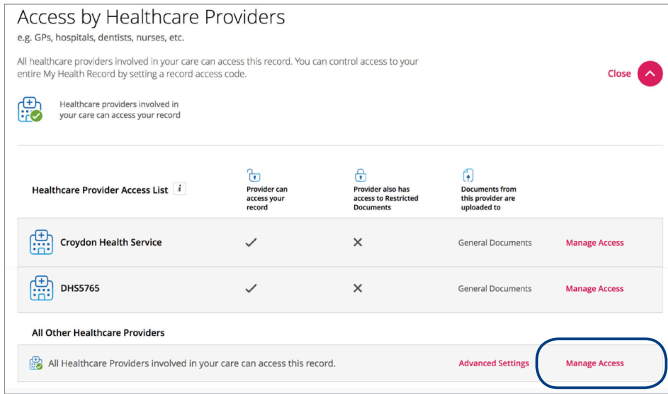 Access by Healthcare Providers
e.g. GPs, hospitals, dentists, nurses, etc.
All healthcare providers involved in your care can access this record. You can control access to your
entire My Health Record by setting a record access code.
Close
Healthcare providers involved in
your care can access your record
Healthcare Provider Access List i
Provider can
access your
record
Provider also has
access to Restricted
Documents
Documents from
this provider are
uploaded to
Croydon Health Service General Documents Manage Access
DHS5765 General Documents Manage Access
All Other Healthcare Providers
All Healthcare Providers involved in your care can access this record. Advanced Settings Manage Access